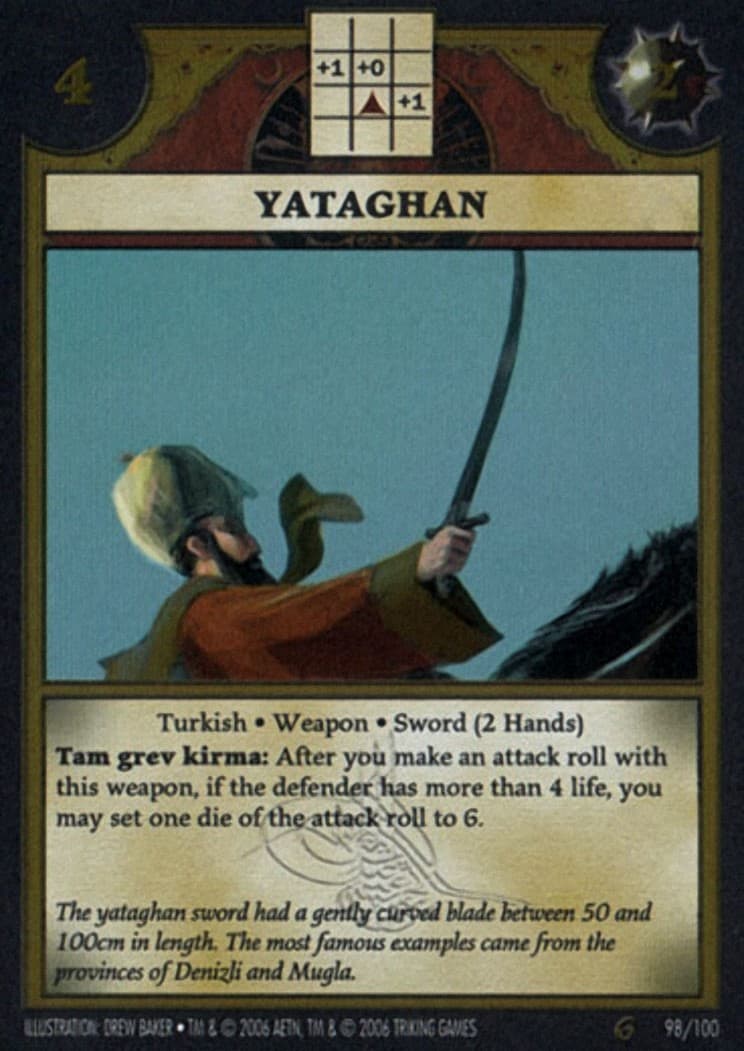 4
+1 +0
+1
2
YATAGHAN
Turkish • Weapon • Sword (2 Hands)
Tam grev kirma: After you make an attack roll with
this weapon, if the defender has more than 4 life, you
may set one die of the attack roll to 6.
The yataghan sword had a gently curved blade between 50 and
100cm in length. The most famous examples came from the
provinces of Denizli and Mugla.
ILLUSTRATION: DREW BAKER • TM & © 2006 AETN, TM & © 2006 TRIKING GAMES
G 98/100